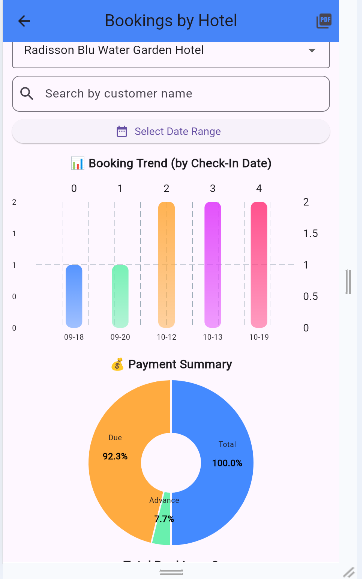 Bookings by Hotel
PDF
Radisson Blu Water Garden Hotel
Search by customer name
Select Date Range
📊 Booking Trend (by Check-In Date)
0 1 2 3 4
2 2
1 1.5
1 1
0 0.5
0 0
09-18 09-20 10-12 10-13 10-19
💰 Payment Summary
Due
92.3%
Total
100.0%
Advance
7.7%